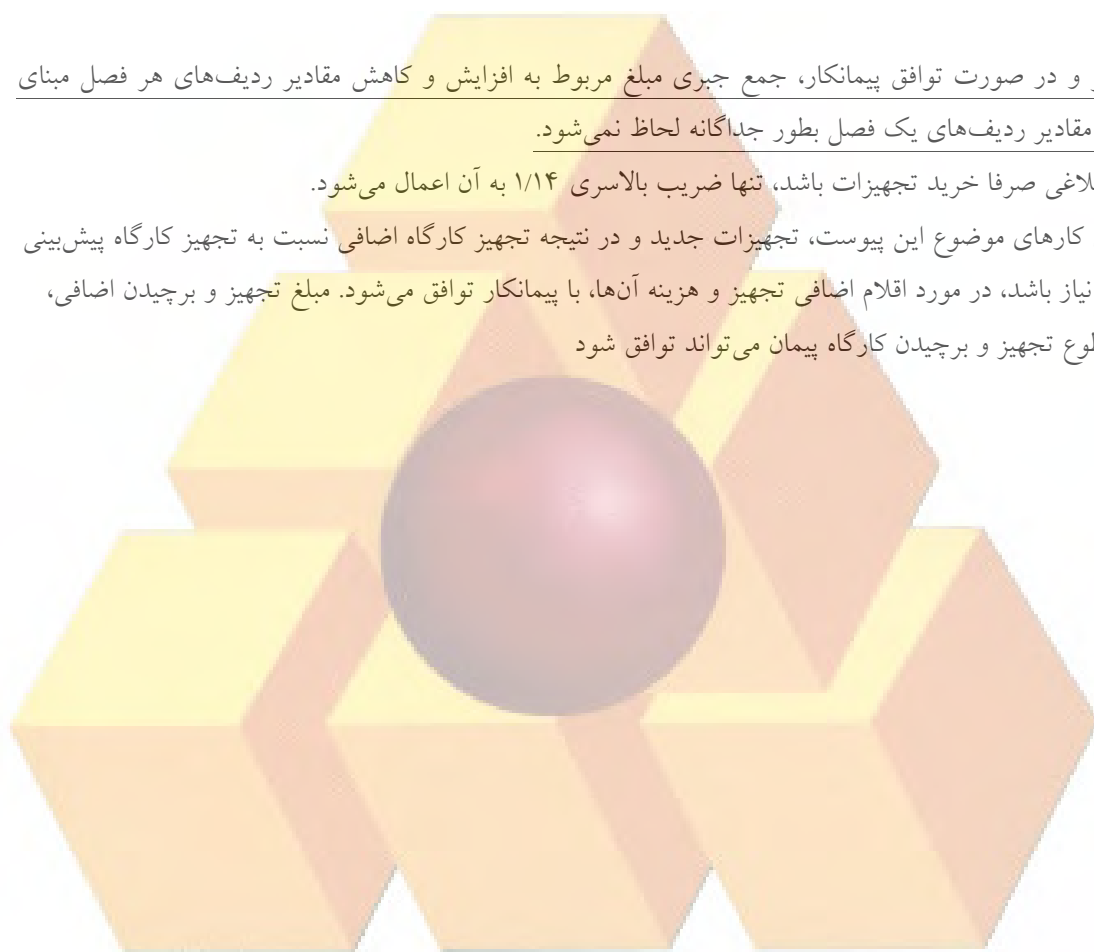 و در صورت توافق پیمانکار، جمع جبری مبلغ مربوط به افزایش و کاهش مقادیر ردیف‌های هر فصل مبنای
مقادیر ردیف‌های یک فصل بطور جداگانه لحاظ نمی‌شود.
لاغی صرفا خرید تجهیزات باشد، تنها ضریب بالاسری ۱/۱۴ به آن اعمال می‌شود.
کارهای موضوع این پیوست، تجهیزات جدید و در نتیجه تجهیز کارگاه اضافی نسبت به تجهیز کارگاه پیش‌بینی
نیاز باشد، در مورد اقلام اضافی تجهیز و هزینه آن‌ها، با پیمانکار توافق می‌شود. مبلغ تجهیز و برچیدن اضافی،
طوع تجهیز و برچیدن کارگاه پیمان می‌تواند توافق شود